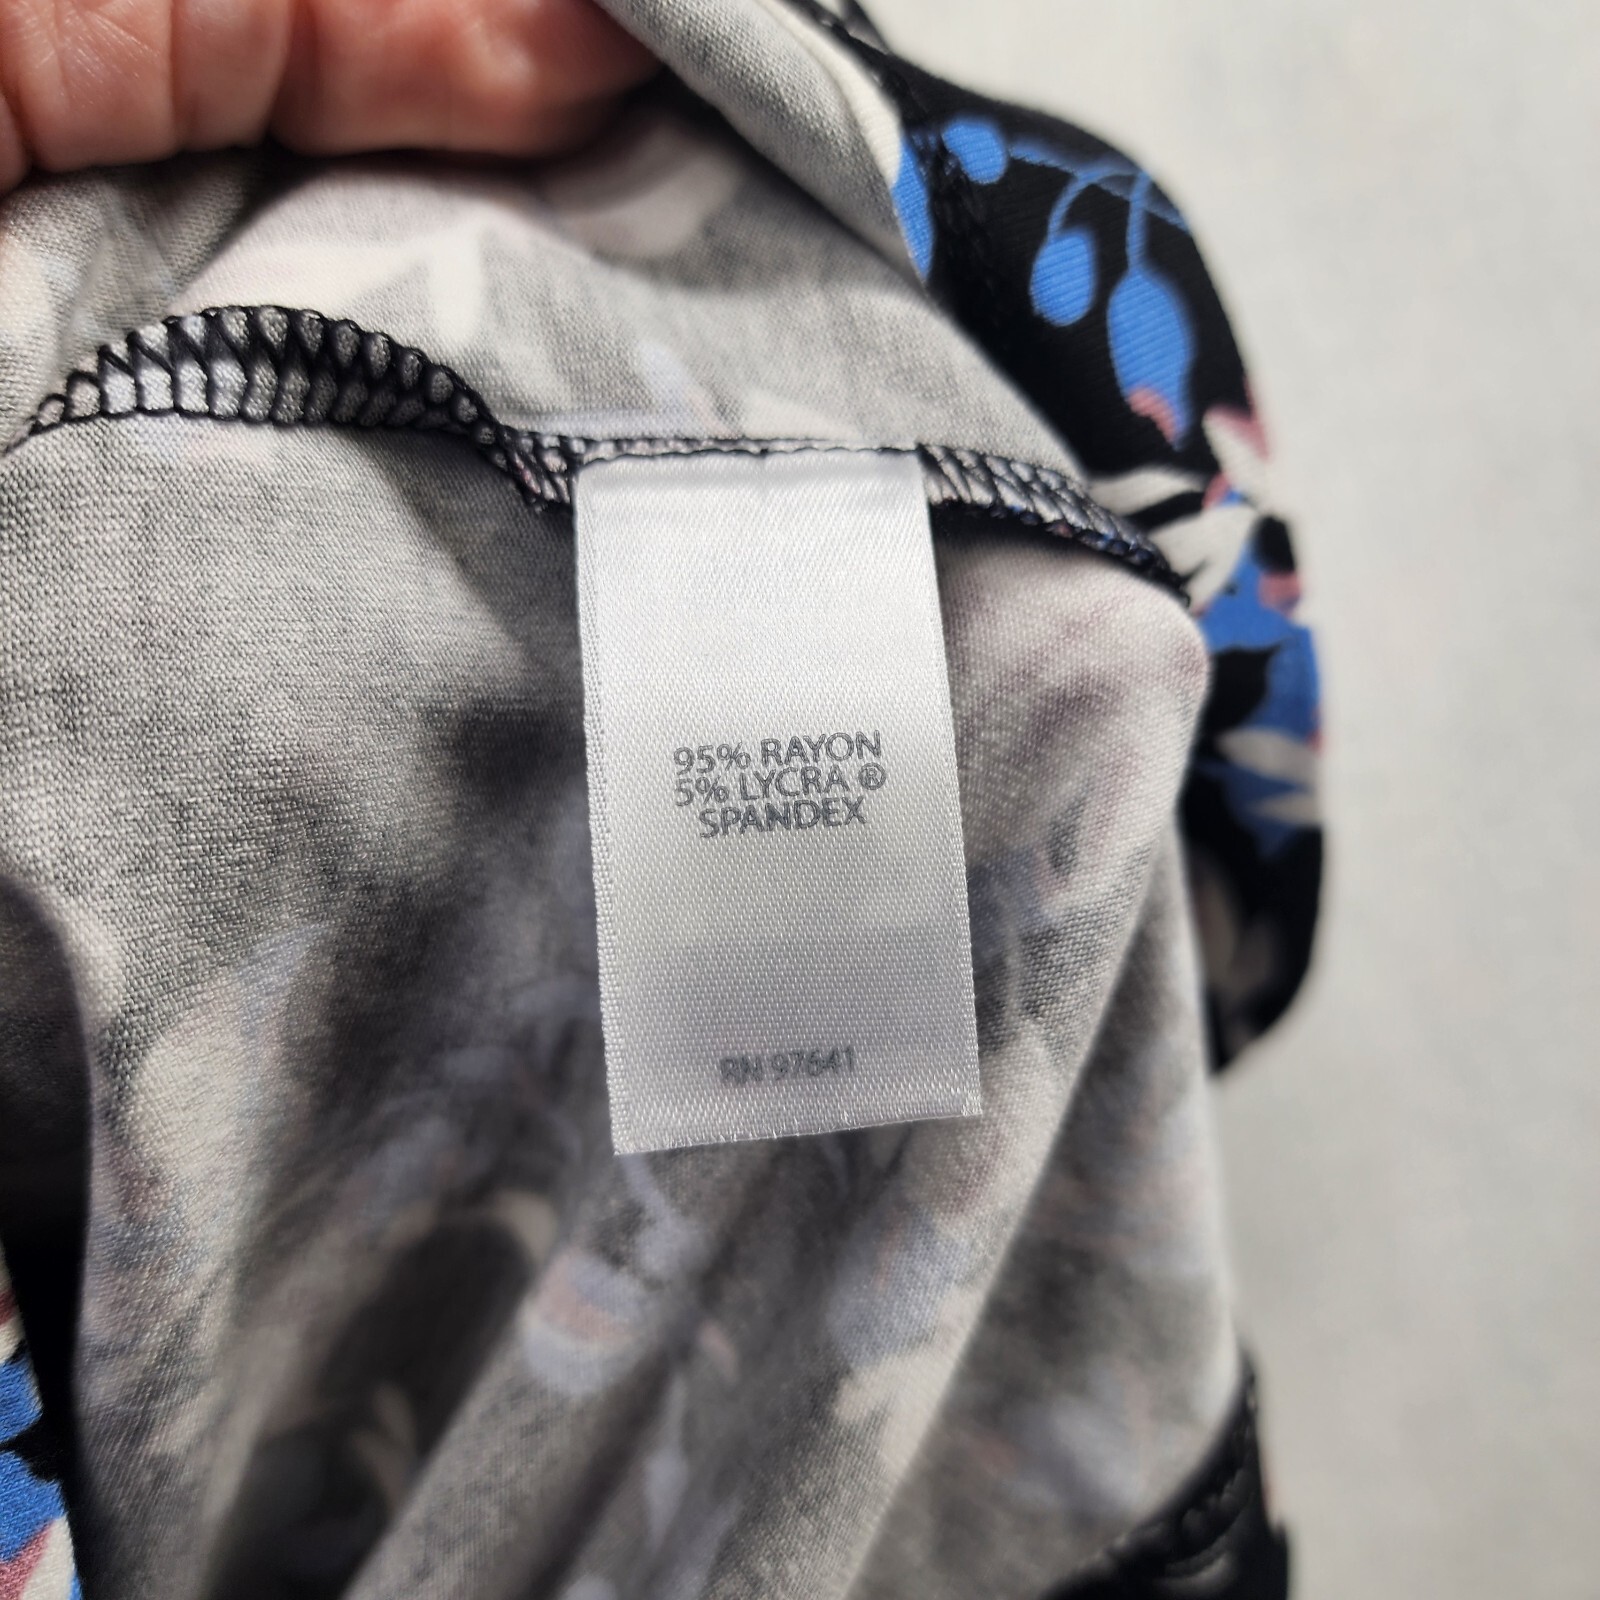 95% RAYON
5% LYCRA ®
SPANDEX
RN 97641